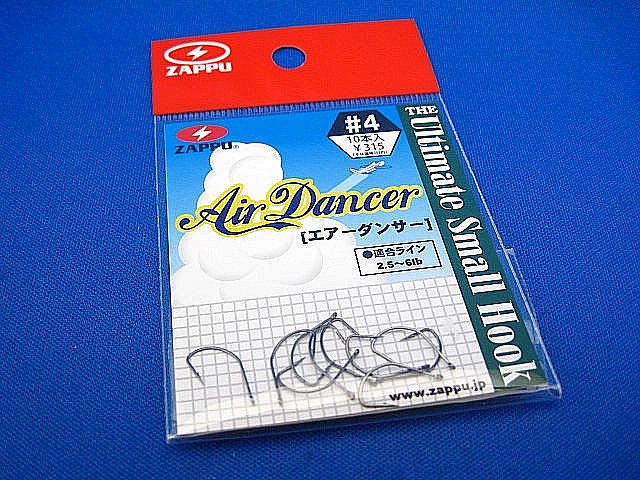 ZAPPU
ZAPPU®
#4
10本入
¥315
Air Dancer
[エアーダンサー]
●適合ライン
2.5～6lb
THE Ultimate Small Hook
www.zappu.jp